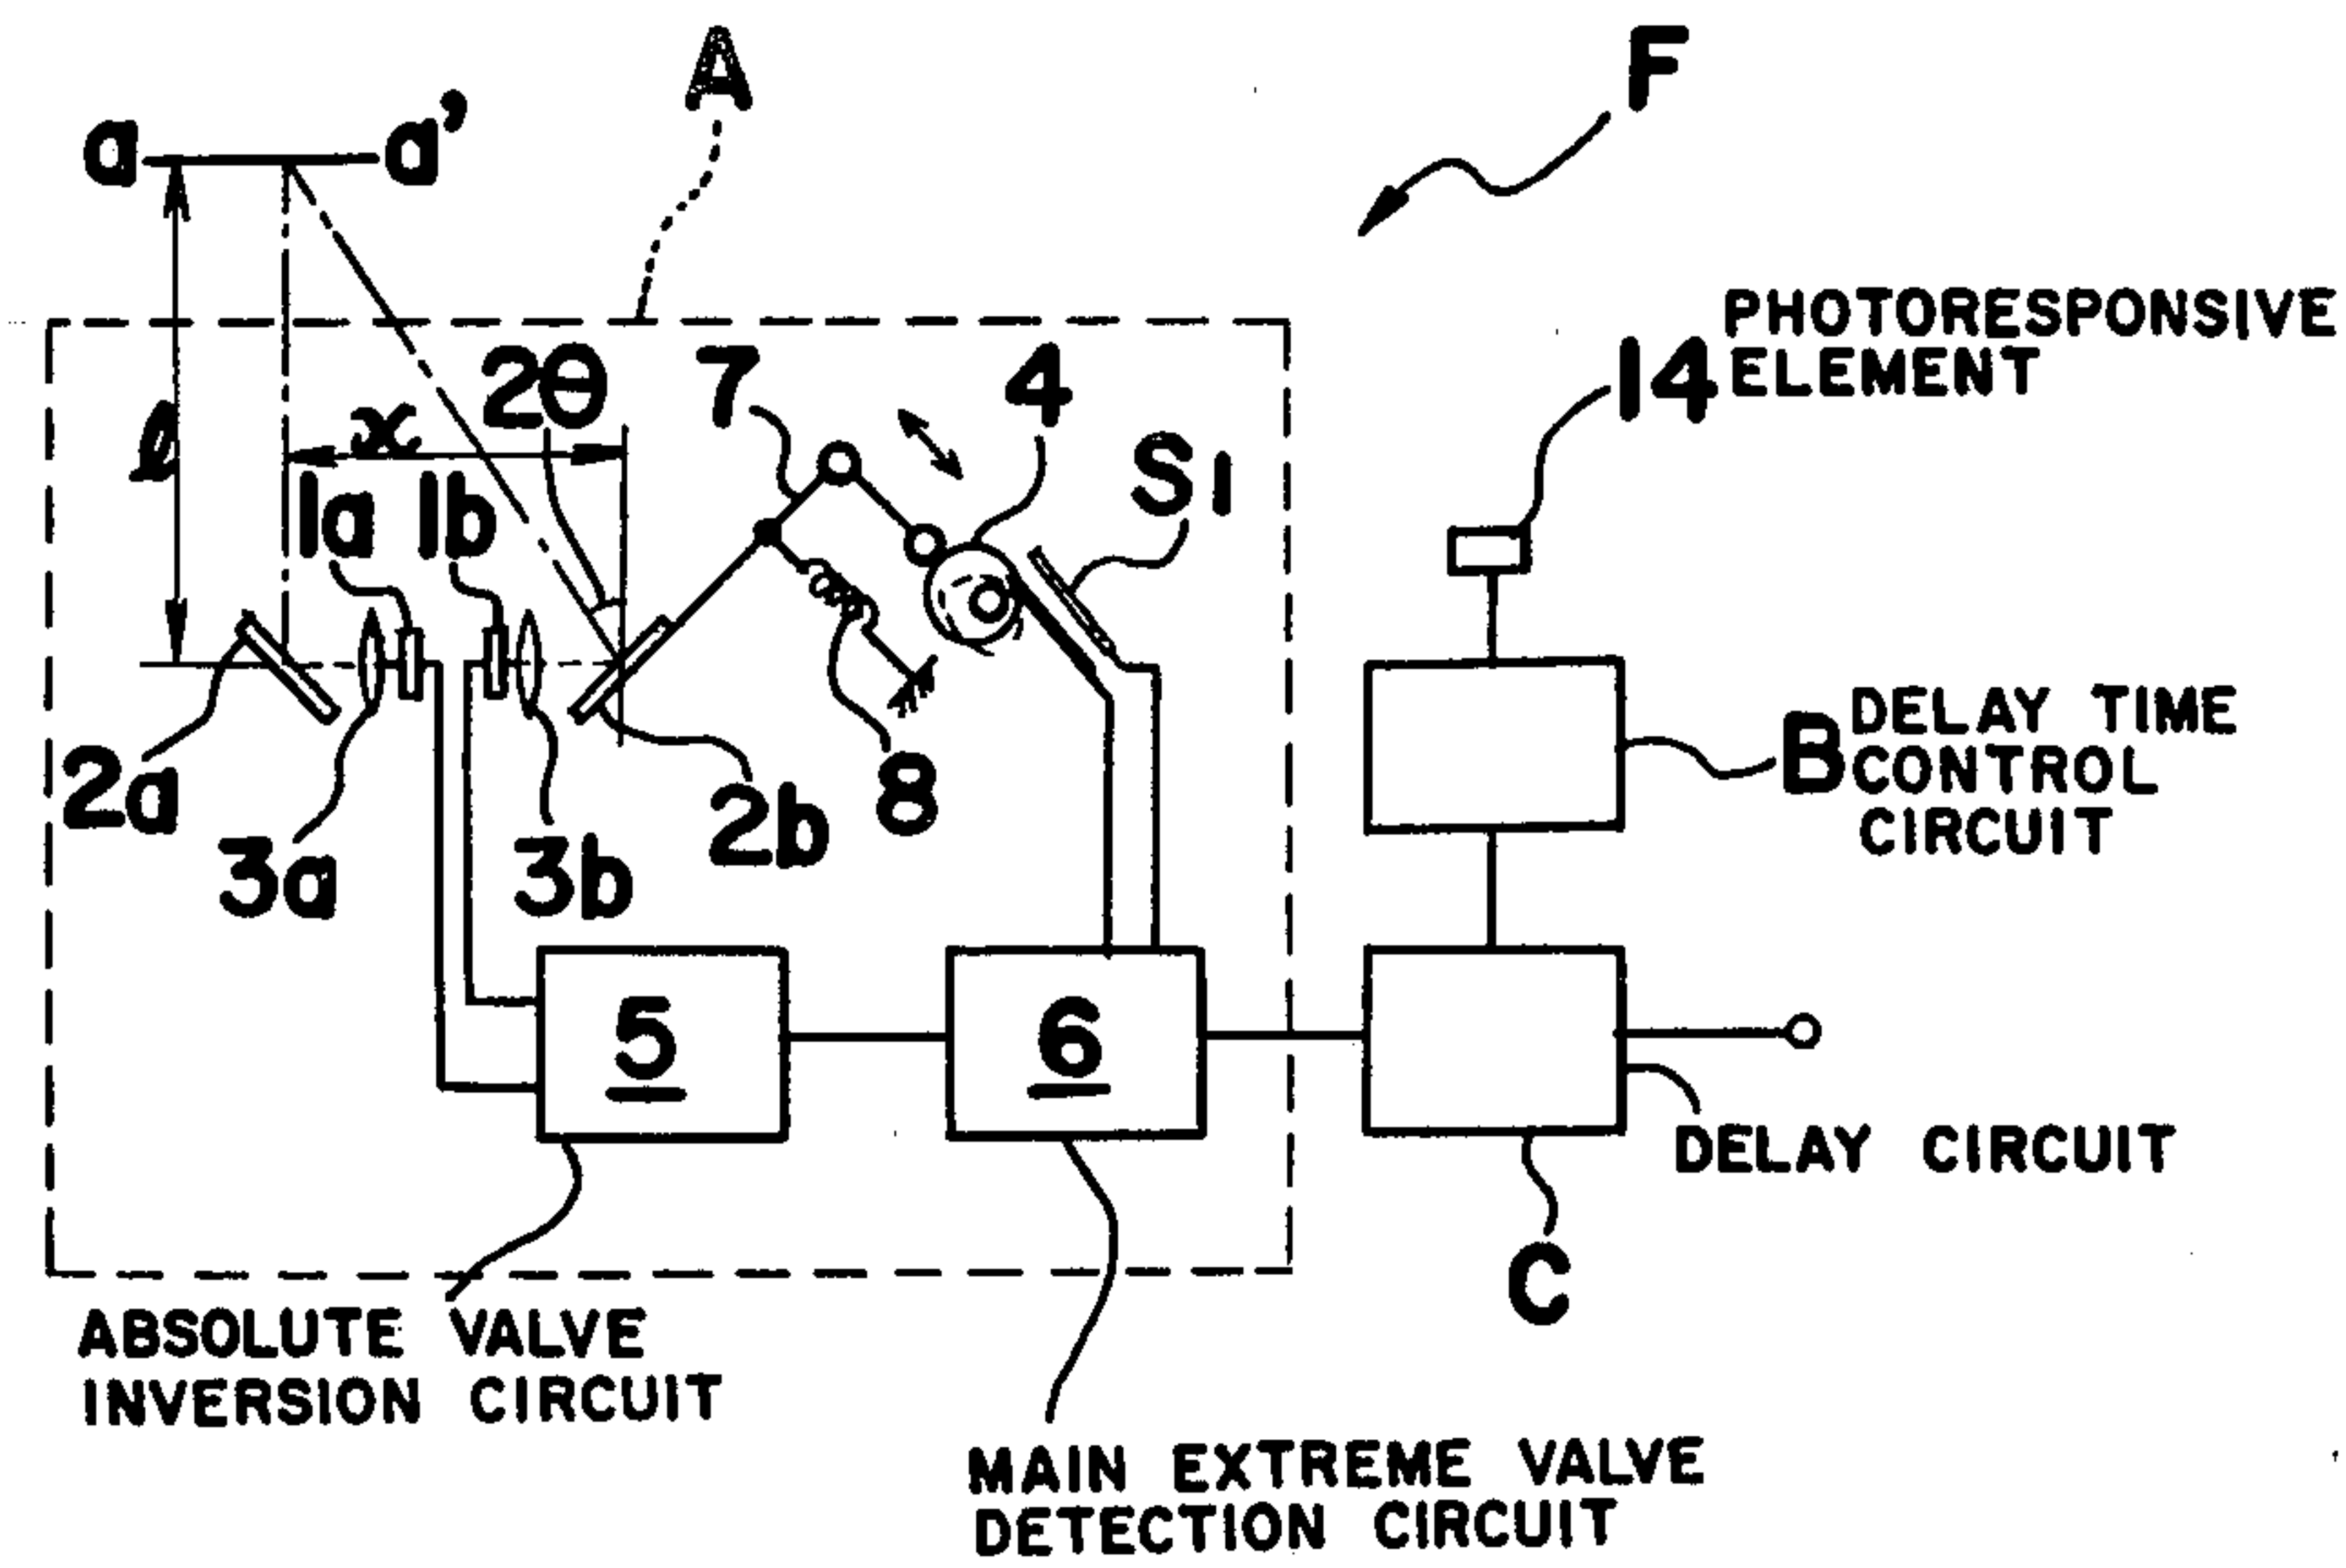 A
F
a a'
PHOTORESPONSIVE
14 ELEMENT
2θ 7 4
x
ℓ
S1
1a 1b
DELAY TIME
B CONTROL
CIRCUIT
2a 2b 8
3a 3b
5 6
DELAY CIRCUIT
C
ABSOLUTE VALVE
INVERSION CIRCUIT
MAIN EXTREME VALVE
DETECTION CIRCUIT